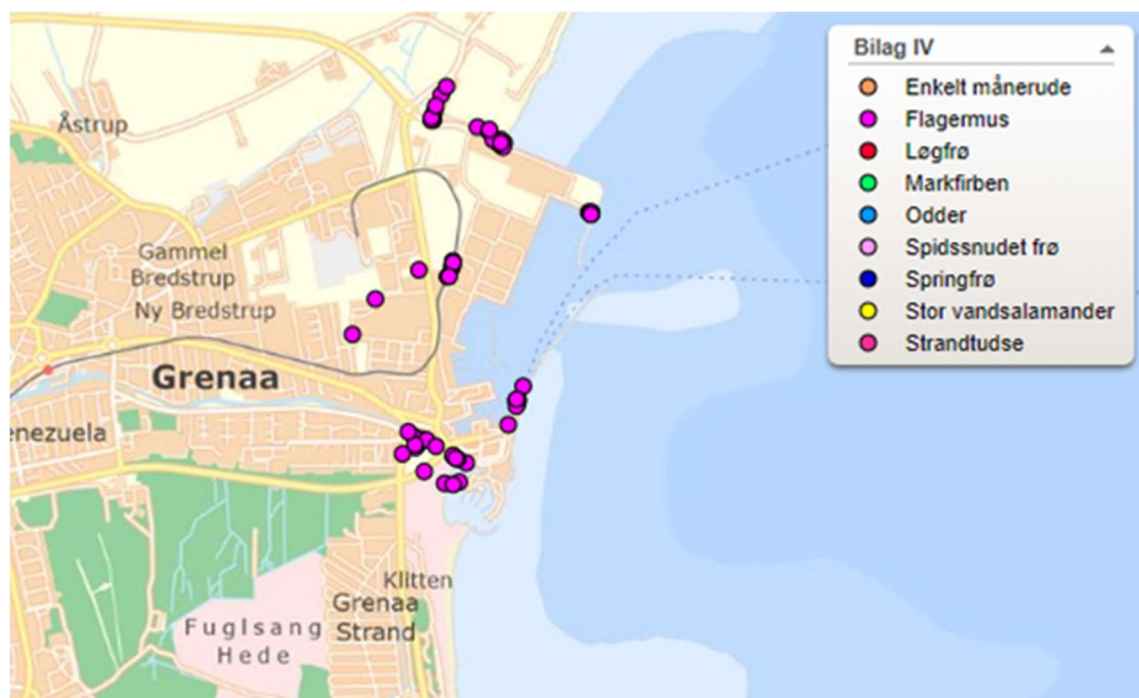 Bilag IV
Enkelt månerude
Flagermus
Løgfrø
Markfirben
Odder
Spidssnudet frø
Springfrø
Stor vandsalamander
Strandtudse
Åstrup
Gammel
Bredstrup
Ny Bredstrup
Grenaa
enezuela
Klitten
Grenaa
Strand
Fuglsang
Hede